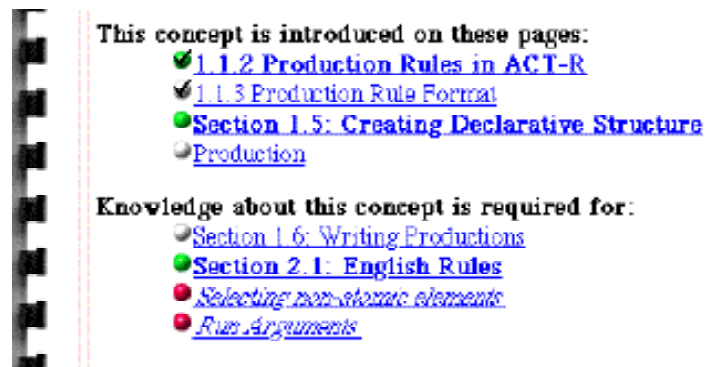 This concept is introduced on these pages:
1.1.2 Production Rules in ACT-R
1.1.3 Production Rule Format
Section 1.5: Creating Declarative Structure
Production
Knowledge about this concept is required for:
Section 1.6: Writing Productions
Section 2.1: English Rules
Selecting non-atomic elements
Run Arguments